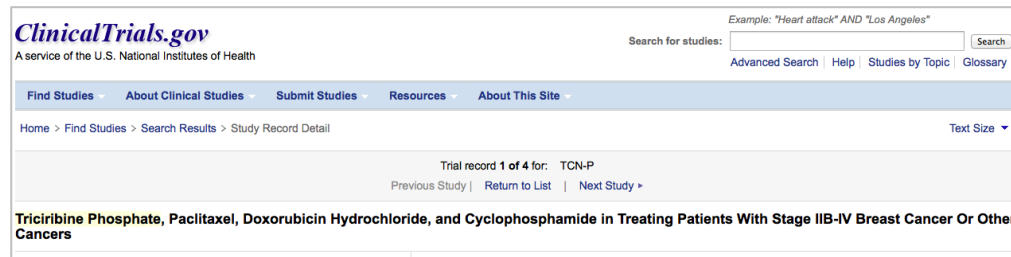 Example: "Heart attack" AND "Los Angeles"
ClinicalTrials.gov
Search for studies:
Search
A service of the U.S. National Institutes of Health
Advanced Search | Help | Studies by Topic | Glossary
Find Studies About Clinical Studies Submit Studies Resources About This Site
Home > Find Studies > Search Results > Study Record Detail
Text Size
Trial record 1 of 4 for: TCN-P
Previous Study | Return to List | Next Study
Triciribine Phosphate, Paclitaxel, Doxorubicin Hydrochloride, and Cyclophosphamide in Treating Patients With Stage IIB-IV Breast Cancer Or Other
Cancers